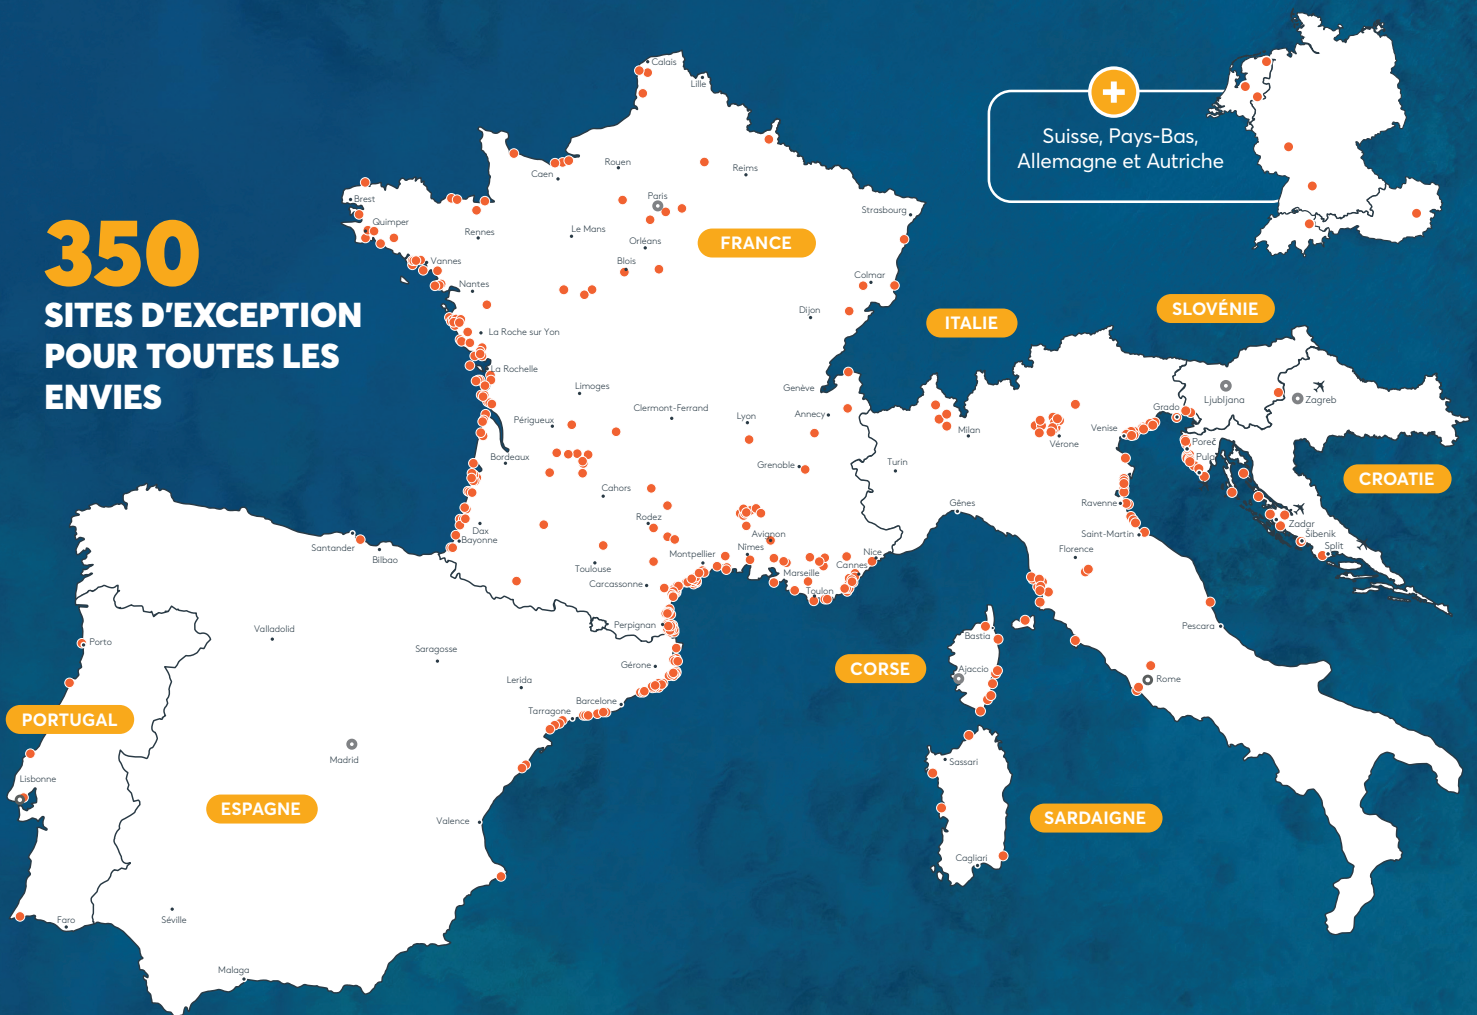 350
SITES D'EXCEPTION
POUR TOUTES LES
ENVIES
Suisse, Pays-Bas,
Allemagne et Autriche
FRANCE
Calais
Lille
Rouen
Caen
Reims
Paris
Brest
Quimper
Rennes
Le Mans
Orléans
Strasbourg
Vannes
Blois
Nantes
Colmar
Dijon
La Roche sur Yon
La Rochelle
Limoges
Genève
Clermont-Ferrand
Annecy
Lyon
Périgueux
Bordeaux
Grenoble
Cahors
Rodez
Dax
Bayonne
Avignon
Nîmes
Montpellier
Nice
Cannes
Toulouse
Marseille
Carcassonne
Toulon
Perpignan
ITALIE
SLOVÉNIE
Ljubljana
Zagreb
Grado
Milan
Venise
Vérone
Poreč
Pula
Turin
CROATIE
Gênes
Ravenne
Zadar
Saint-Martin
Šibenik
Split
Florence
Pescara
Rome
CORSE
Bastia
Ajaccio
SARDAIGNE
Sassari
Cagliari
Santander
Bilbao
Valladolid
Saragosse
Gérone
Lerida
Barcelone
Tarragone
Porto
PORTUGAL
Madrid
Lisbonne
ESPAGNE
Valence
Faro
Séville
Malaga